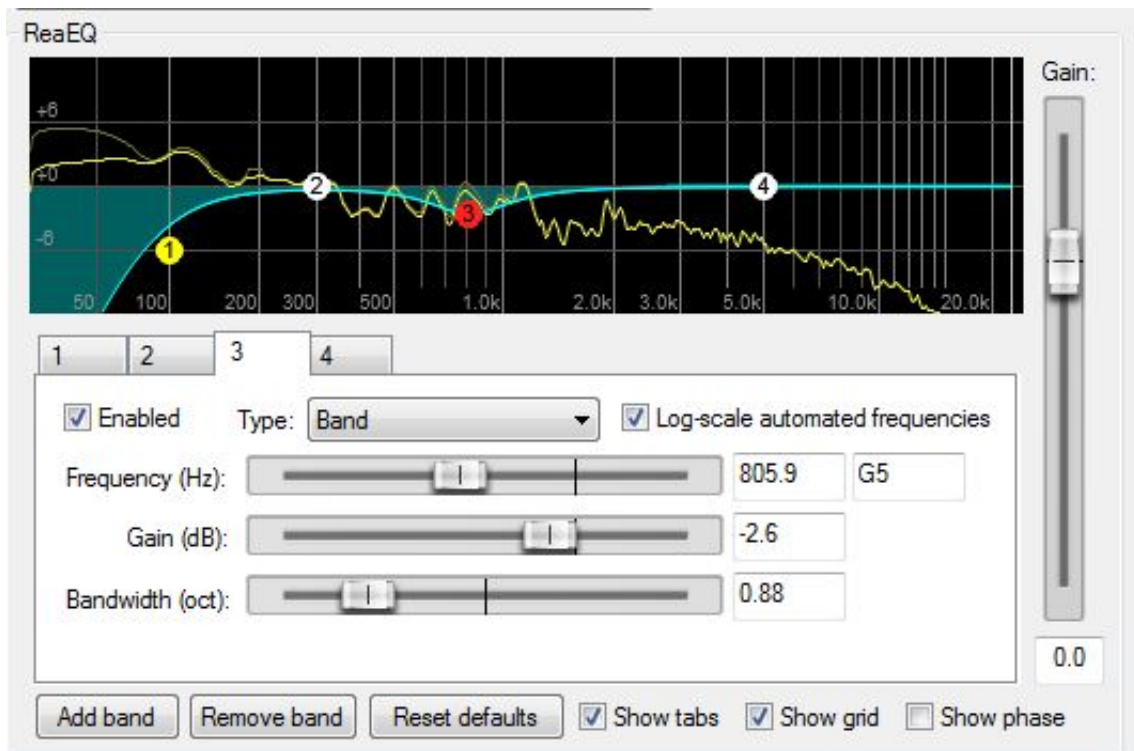 ReaEQ
Gain:
+6
+0
-6
1
2
3
4
50 100 200 300 500 1.0k 2.0k 3.0k 5.0k 10.0k 20.0k
1 2 3 4
Enabled Type: Band Log-scale automated frequencies
Frequency (Hz): 805.9 G5
Gain (dB): -2.6
Bandwidth (oct): 0.88
0.0
Add band Remove band Reset defaults Show tabs Show grid Show phase